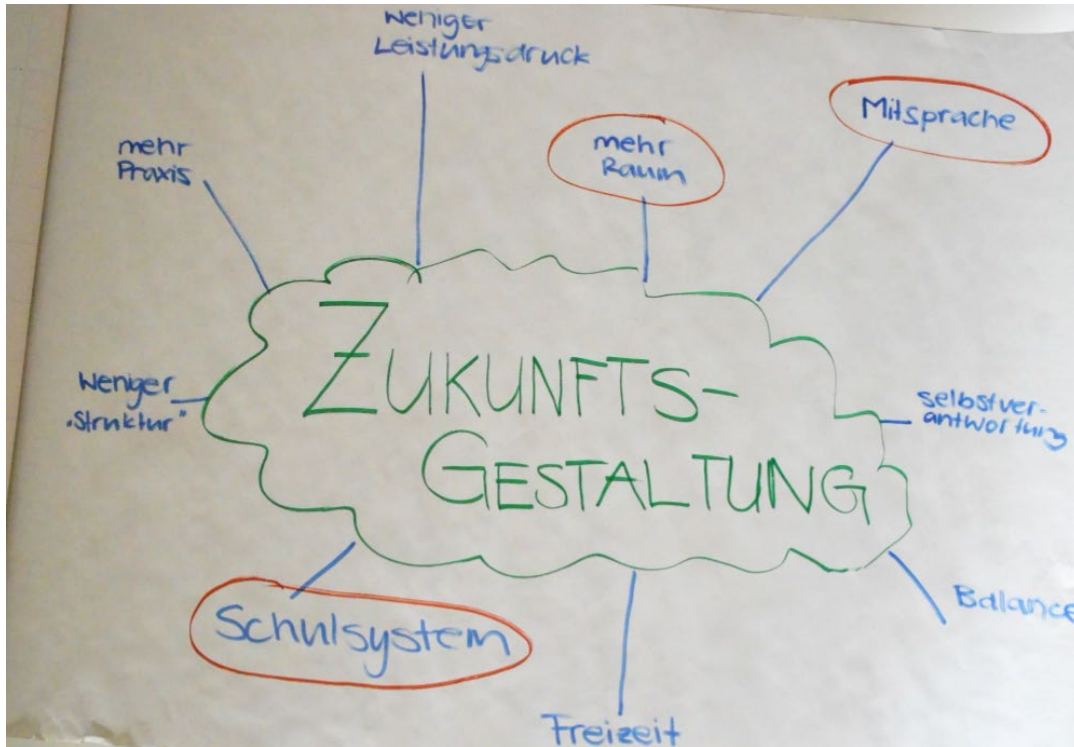 weniger
Leistungsdruck
mehr
Praxis
mehr
Raum
Mitsprache
ZUKUNFTS-
GESTALTUNG
weniger
"Struktur"
selbstver-
antwortung
Schulsystem
Freizeit
Balance